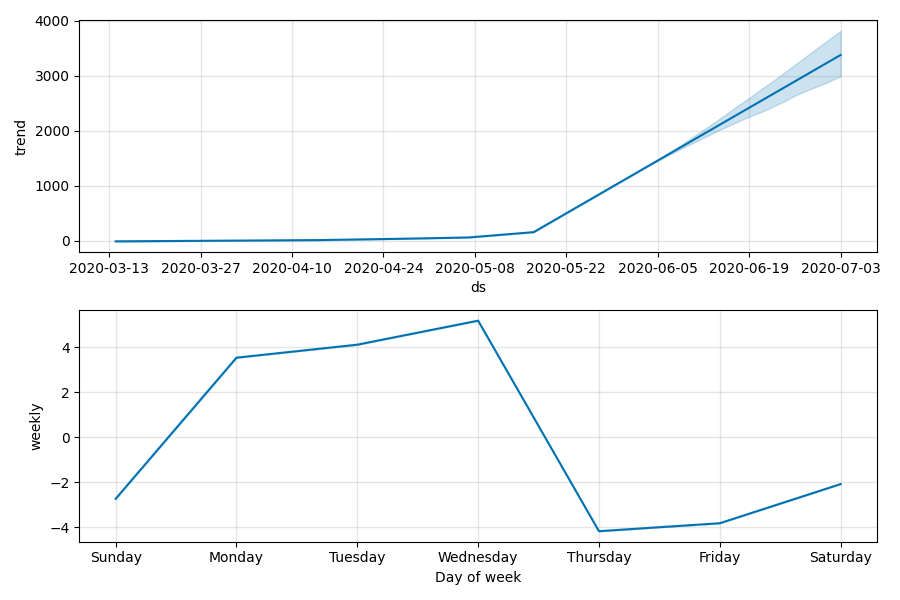 4000
3000
2000
1000
0
trend
2020-03-13 2020-03-27 2020-04-10 2020-04-24 2020-05-08 2020-05-22 2020-06-05 2020-06-19 2020-07-03
ds
4
2
0
−2
−4
weekly
Sunday Monday Tuesday Wednesday Thursday Friday Saturday
Day of week